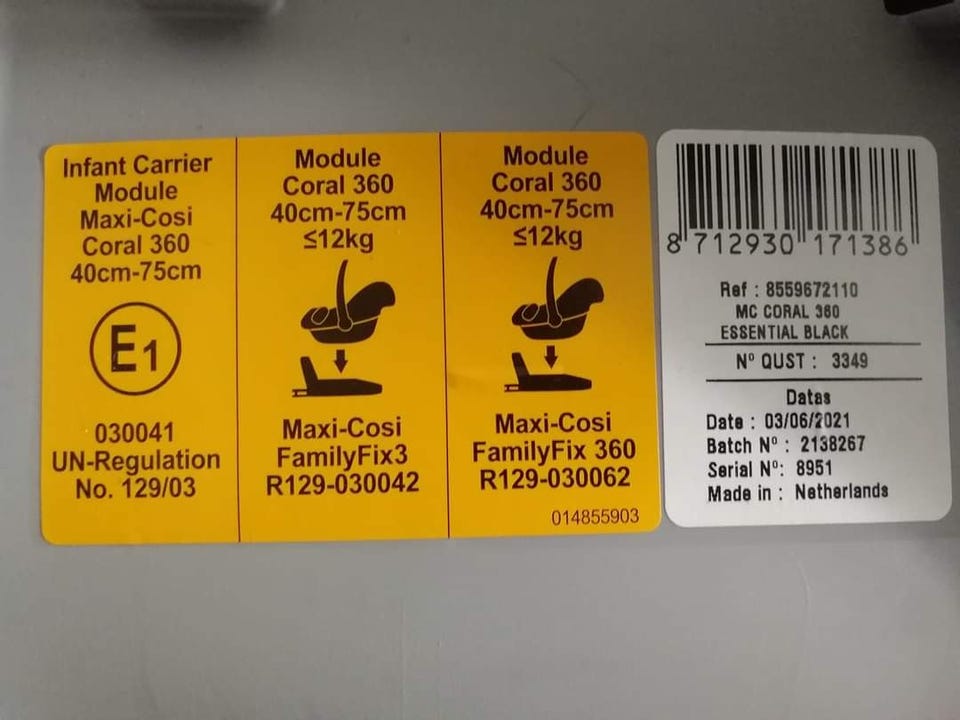 Infant Carrier
Module
Maxi-Cosi
Coral 360
40cm-75cm
E1
030041
UN-Regulation
No. 129/03
Module
Coral 360
40cm-75cm
≤12kg
Maxi-Cosi
FamilyFix3
R129-030042
Module
Coral 360
40cm-75cm
≤12kg
Maxi-Cosi
FamilyFix 360
R129-030062
014855903
8 712930 171386
Ref : 8559672110
MC CORAL 360
ESSENTIAL BLACK
Nº QUST : 3349
Datas
Date : 03/06/2021
Batch Nº : 2138267
Serial Nº: 8951
Made in : Netherlands